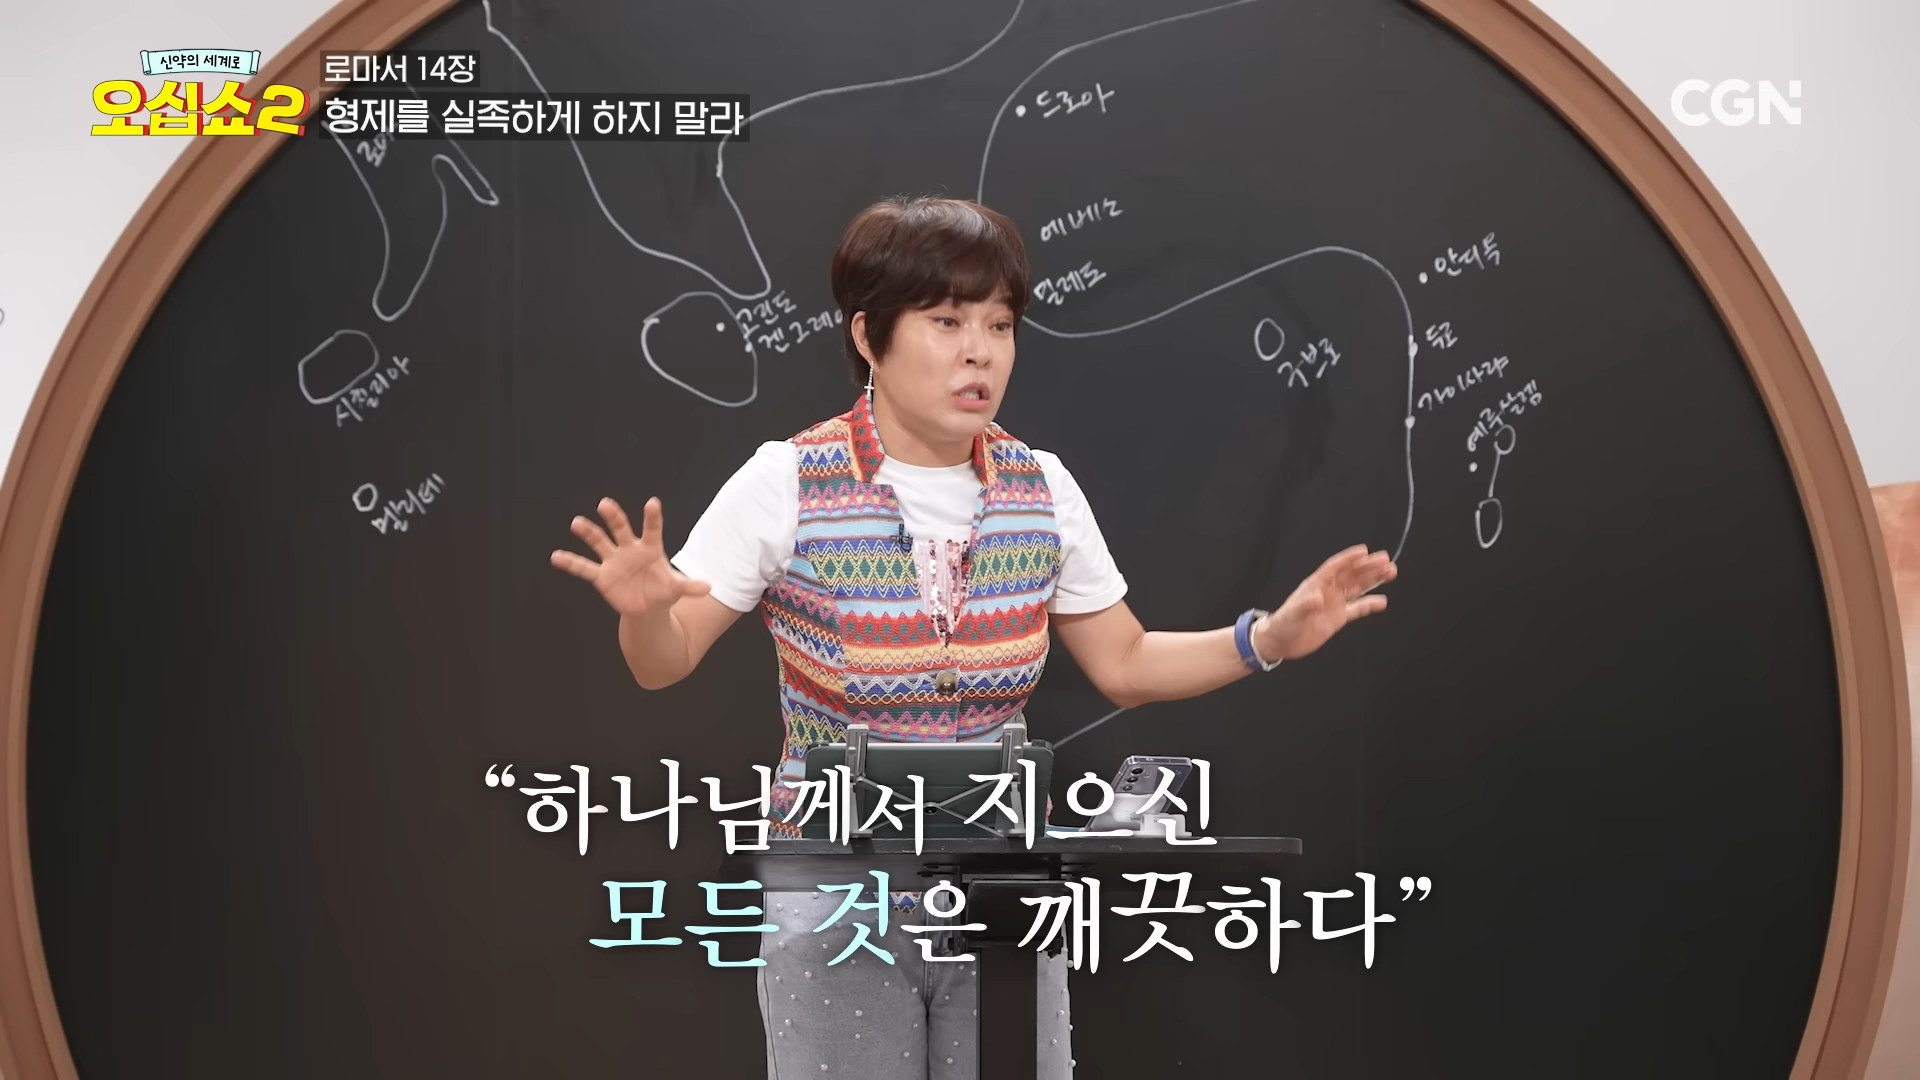 신약의 세계로
오십쇼2
로마서 14장
형제를 실족하게 하지 말라
CGN
로마
드로아
에베소
밀레도
고린도
겐그레아
안디옥
두로
가이사랴
예루살렘
구브로
시칠리아
멜리데
“하나님께서 지으신
모든 것은 깨끗하다”